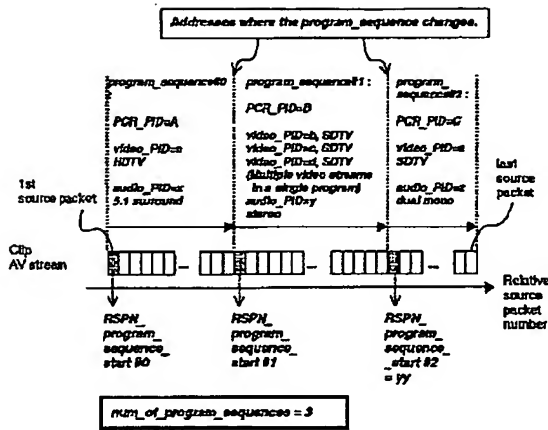 Addresses where the program_sequence changes.
program_sequence#0
PCR_PID=A
video_PID=a
HDTV
audio_PID=x
5.1 surround
program_sequence#1 :
PCR_PID=B
video_PID=b, SDTV
video_PID=c, SDTV
video_PID=d, SDTV
(Multiple video streams
in a single program)
audio_PID=y
stereo
program_
sequence#2 :
PCR_PID=C
video_PID=e
SDTV
audio_PID=z
dual mono
1st
source packet
last
source
packet
Clip
AV stream
...
...
...
Relative
source
packet
number
RSPN_
program_
sequence_
start #0
RSPN_
program_
sequence_
start #1
RSPN_
program_
sequence_
_start #2
= yy
num_of_program_sequences = 3